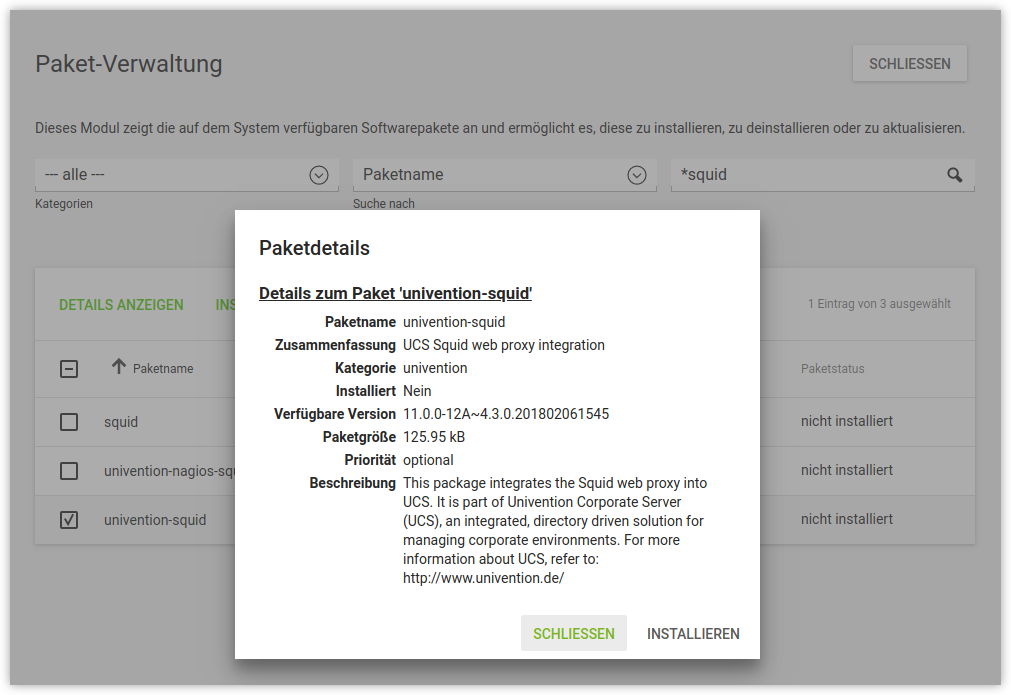 Paket-Verwaltung
SCHLIESSEN
Dieses Modul zeigt die auf dem System verfügbaren Softwarepakete an und ermöglicht es, diese zu installieren, zu deinstallieren oder zu aktualisieren.
--- alle ---
Paketname
*squid
Kategorien
Suche nach
DETAILS ANZEIGEN
INS
1 Eintrag von 3 ausgewählt
Paketname
Paketstatus
squid
nicht installiert
univention-nagios-squ
nicht installiert
univention-squid
nicht installiert
Paketdetails
Details zum Paket 'univention-squid'
Paketname univention-squid
Zusammenfassung UCS Squid web proxy integration
Kategorie univention
Installiert Nein
Verfügbare Version 11.0.0-12A~4.3.0.201802061545
Paketgröße 125.95 kB
Priorität optional
Beschreibung This package integrates the Squid web proxy into
UCS. It is part of Univention Corporate Server
(UCS), an integrated, directory driven solution for
managing corporate environments. For more
information about UCS, refer to:
http://www.univention.de/
SCHLIESSEN
INSTALLIEREN